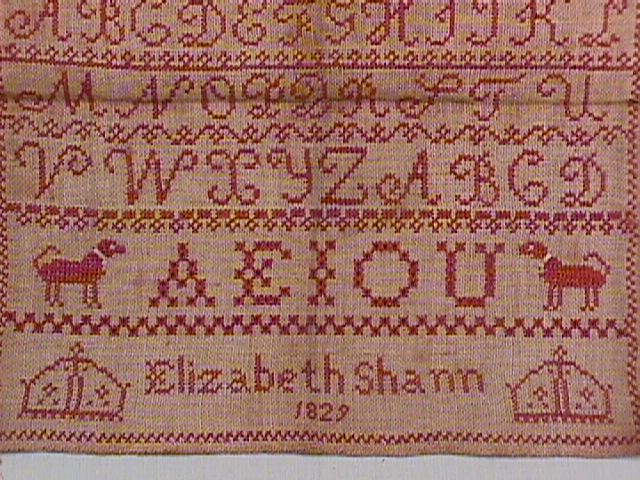 A B C D E F G H I J K L
M N O P Q R S T U
V W X Y Z A B C D
A E I O U
Elizabeth Shann
1829